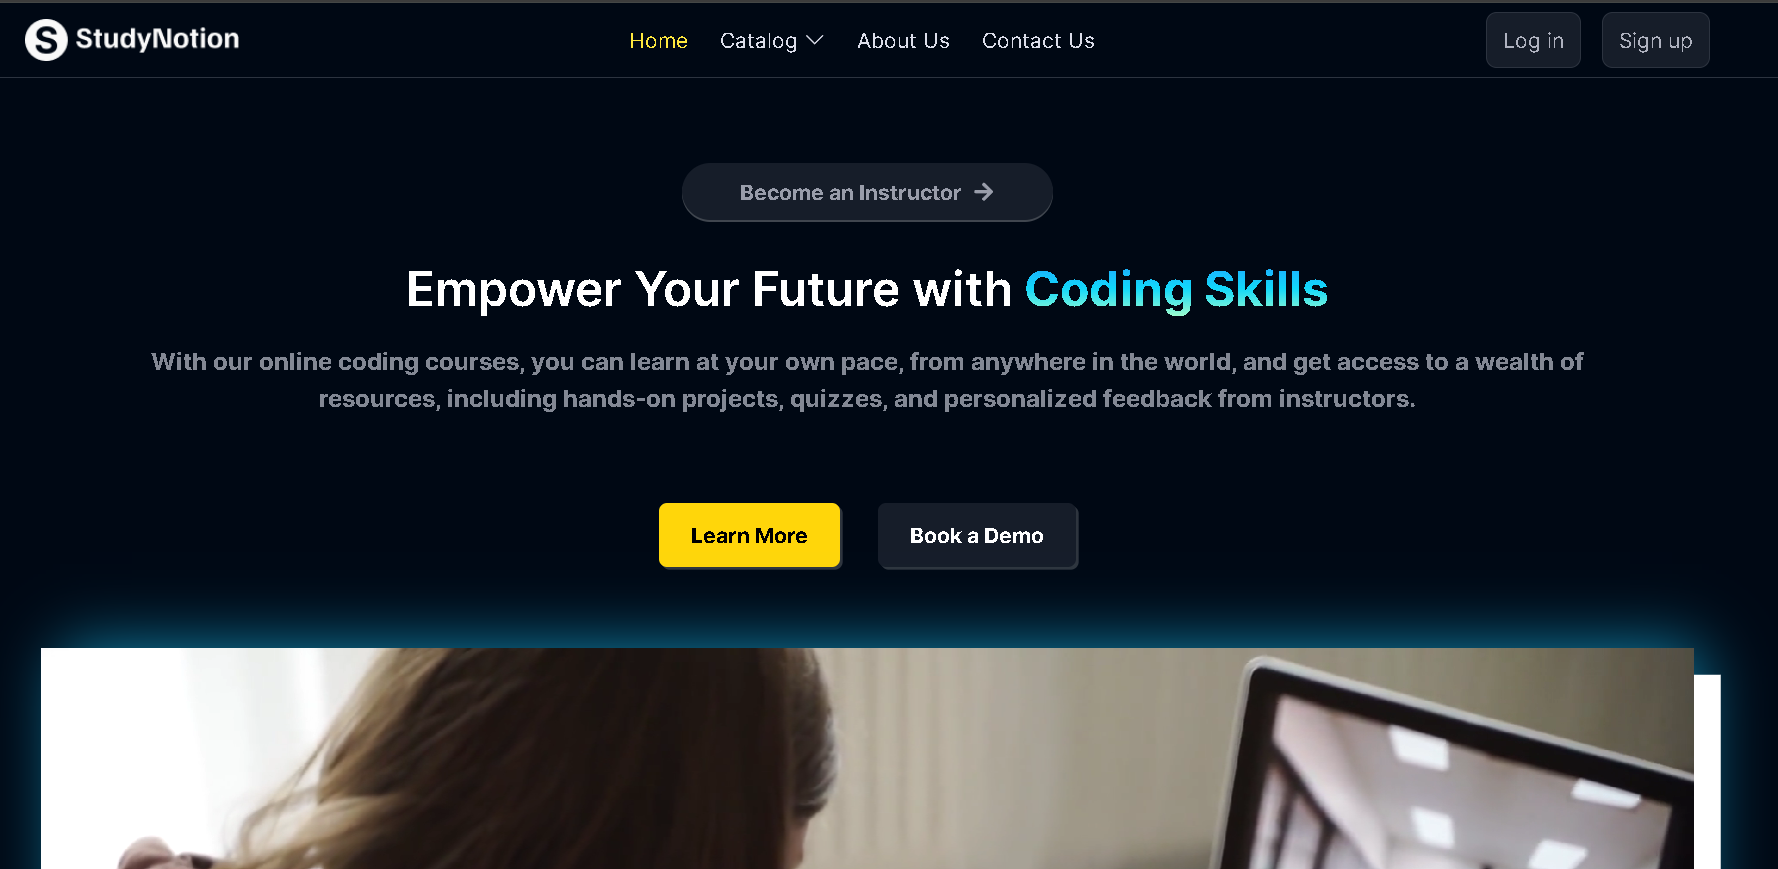 S StudyNotion
Home Catalog About Us Contact Us
Log in Sign up
Become an Instructor
Empower Your Future with Coding Skills
With our online coding courses, you can learn at your own pace, from anywhere in the world, and get access to a wealth of
resources, including hands-on projects, quizzes, and personalized feedback from instructors.
Learn More Book a Demo